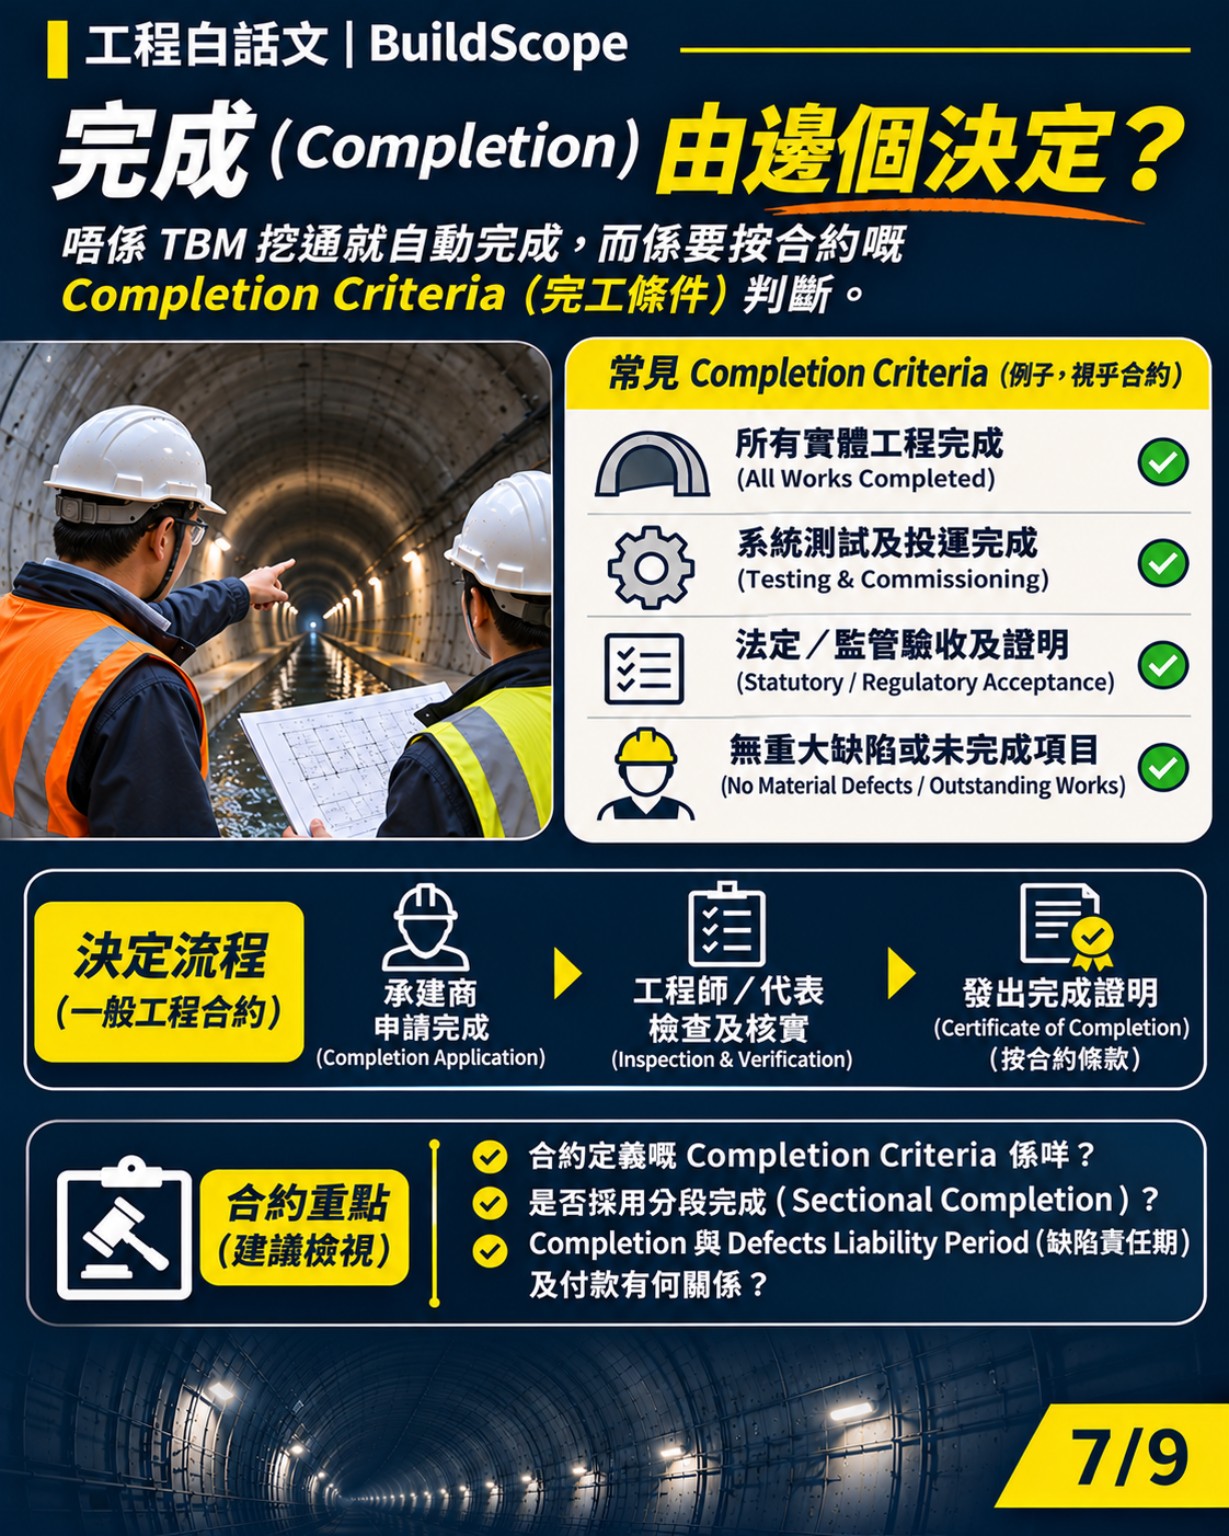 工程白話文 | BuildScope
完成 (Completion) 由邊個決定？
唔係 TBM 挖通就自動完成，而係要按合約嘅
Completion Criteria（完工條件）判斷。
常見 Completion Criteria (例子，視乎合約)
所有實體工程完成
(All Works Completed)
系統測試及投運完成
(Testing & Commissioning)
法定／監管驗收及證明
(Statutory / Regulatory Acceptance)
無重大缺陷或未完成項目
(No Material Defects / Outstanding Works)
決定流程
(一般工程合約)
承建商
申請完成
(Completion Application)
工程師／代表
檢查及核實
(Inspection & Verification)
發出完成證明
(Certificate of Completion)
(按合約條款)
合約重點
(建議檢視)
合約定義嘅 Completion Criteria 係咩？
是否採用分段完成 ( Sectional Completion ) ？
Completion 與 Defects Liability Period (缺陷責任期)
及付款有何關係？
7/9